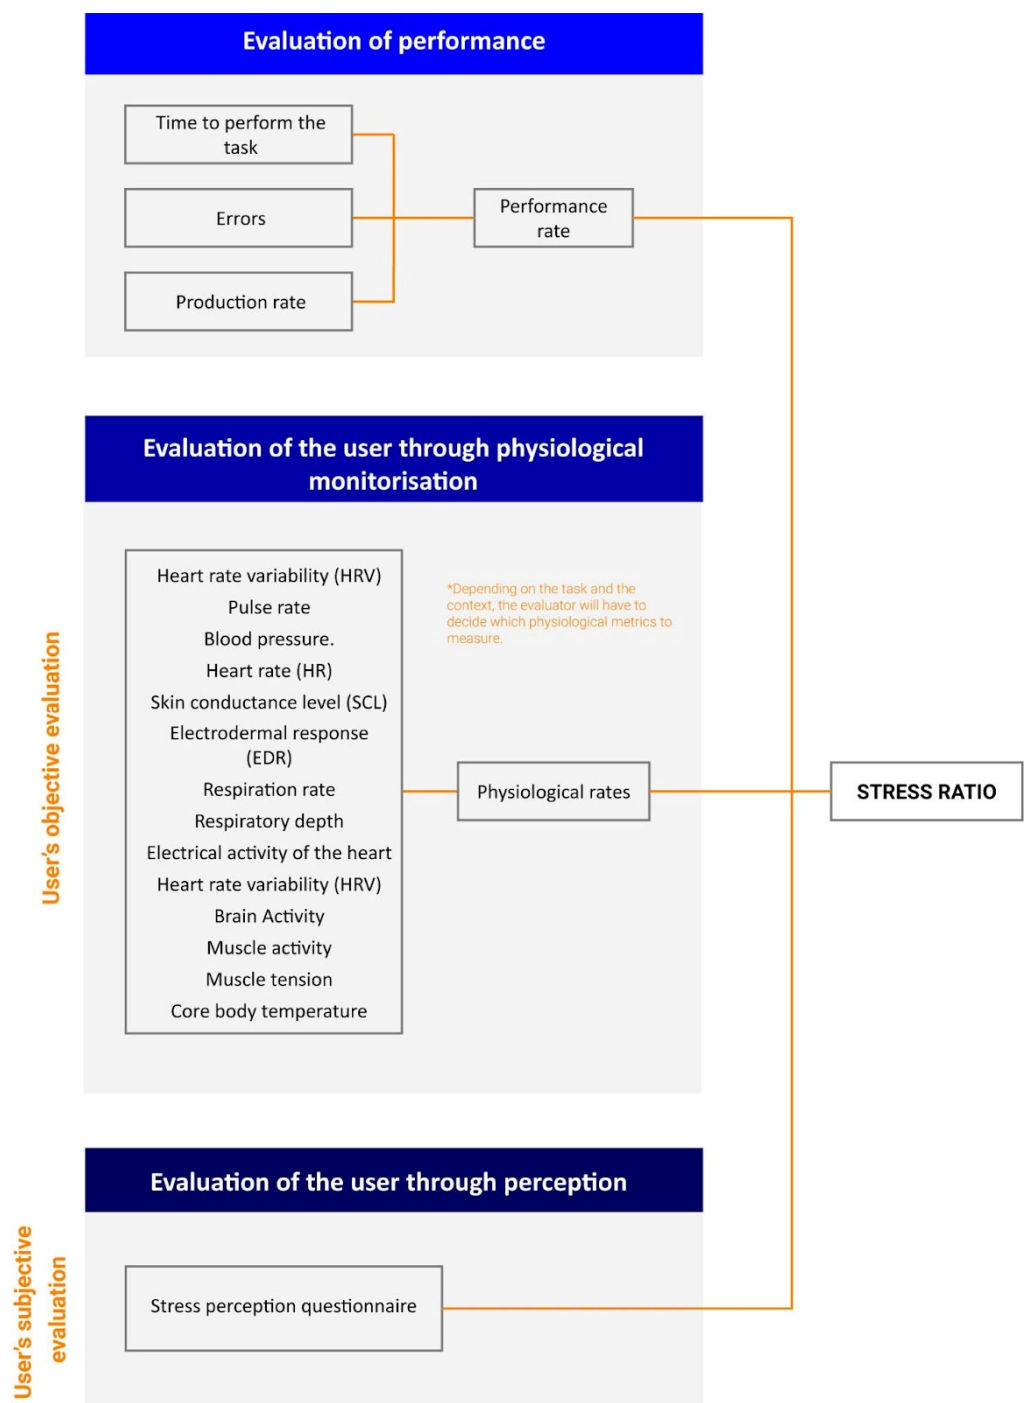 Evaluation of performance
Time to perform the
task
Errors
Production rate
Performance
rate
Evaluation of the user through physiological
monitorisation
User's objective evaluation
Heart rate variability (HRV)
Pulse rate
Blood pressure.
Heart rate (HR)
Skin conductance level (SCL)
Electrodermal response
(EDR)
Respiration rate
Respiratory depth
Electrical activity of the heart
Heart rate variability (HRV)
Brain Activity
Muscle activity
Muscle tension
Core body temperature
*Depending on the task and the
context, the evaluator will have to
decide which physiological metrics to
measure.
Physiological rates
STRESS RATIO
Evaluation of the user through perception
User's subjective
evaluation
Stress perception questionnaire